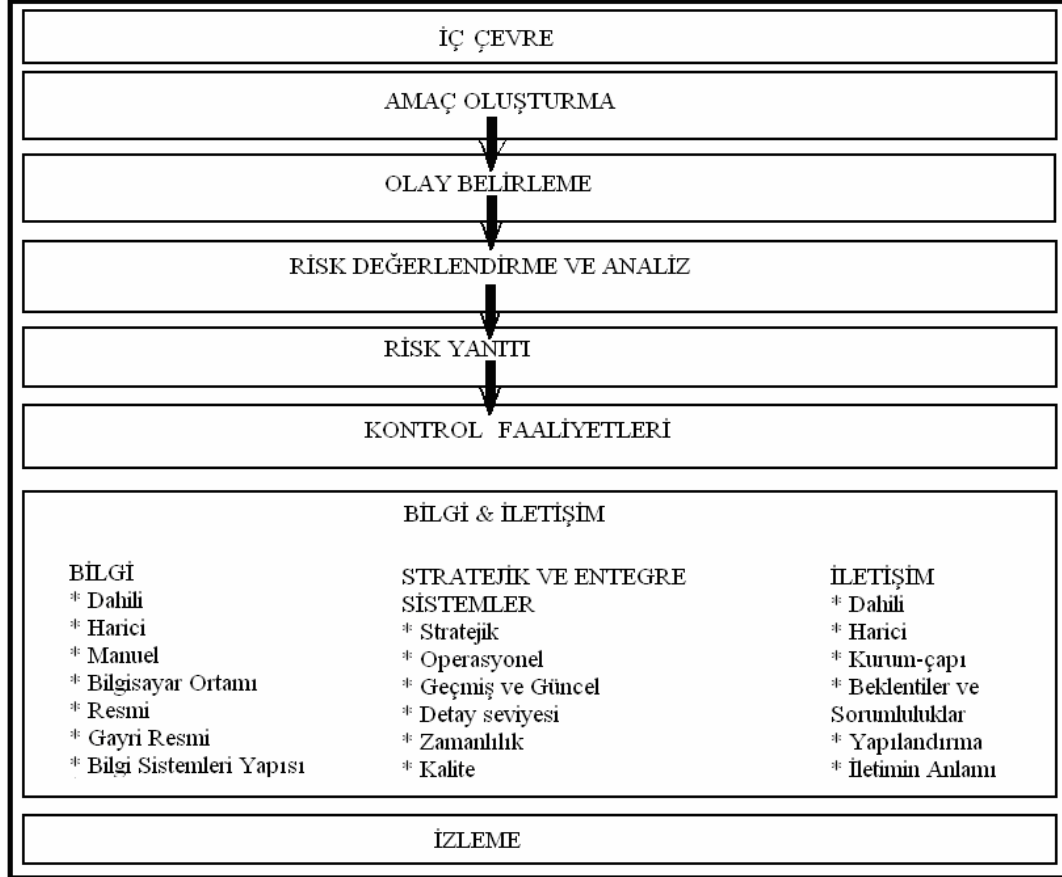 İÇ ÇEVRE
AMAÇ OLUŞTURMA
OLAY BELİRLEME
RİSK DEĞERLENDİRME VE ANALİZ
RİSK YANITI
KONTROL FAALİYETLERİ
BİLGİ & İLETİŞİM
BİLGİ
* Dahili
* Harici
* Manuel
* Bilgisayar Ortamı
* Resmi
* Gayri Resmi
* Bilgi Sistemleri Yapısı
STRATEJİK VE ENTEGRE
SİSTEMLER
* Stratejik
* Operasyonel
* Geçmiş ve Güncel
* Detay seviyesi
* Zamanlılık
* Kalite
İLETİŞİM
* Dahili
* Harici
* Kurum-çapı
* Beklentiler ve
Sorumluluklar
* Yapılandırma
* İletimin Anlamı
İZLEME